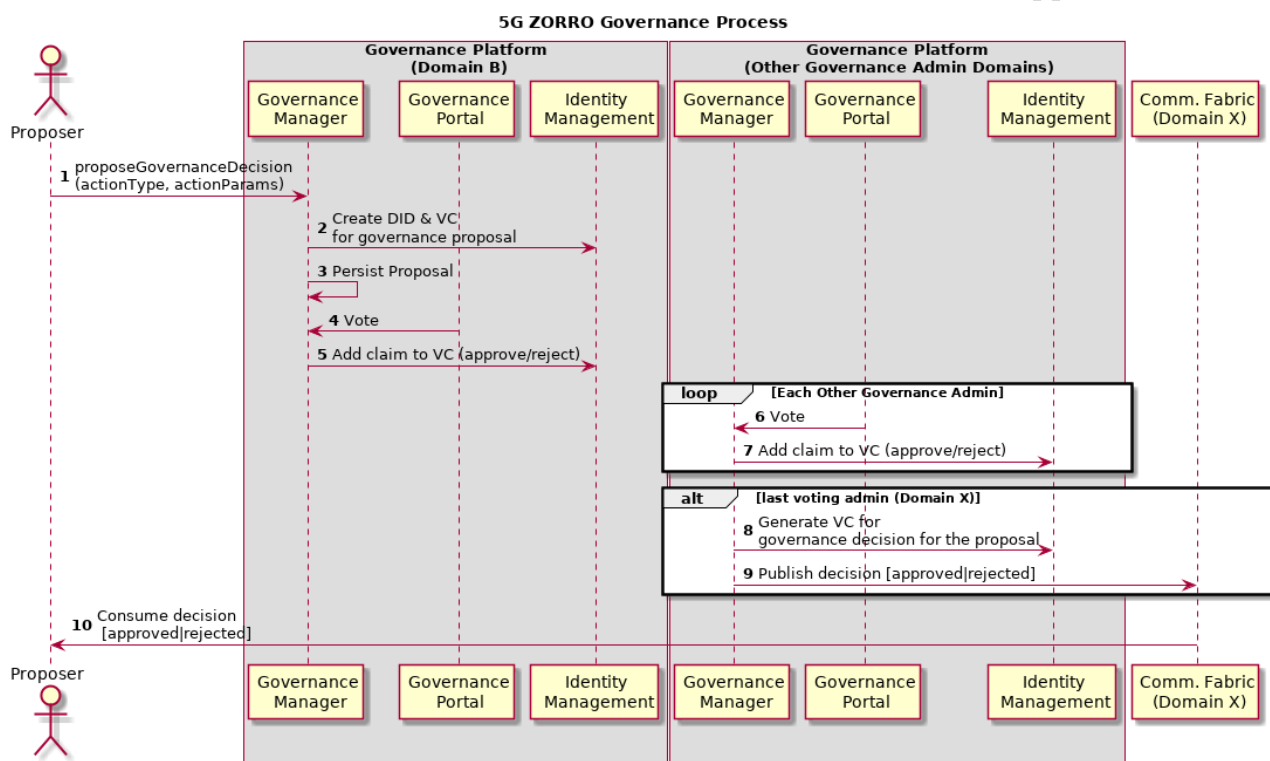 5G ZORRO Governance Process
Governance Platform
(Domain B)
Governance Platform
(Other Governance Admin Domains)
Proposer
Governance
Manager
Governance
Portal
Identity
Management
Governance
Manager
Governance
Portal
Identity
Management
Comm. Fabric
(Domain X)
1 proposeGovernanceDecision
(actionType, actionParams)
2 Create DID & VC
for governance proposal
3 Persist Proposal
4 Vote
5 Add claim to VC (approve/reject)
loop [Each Other Governance Admin]
6 Vote
7 Add claim to VC (approve/reject)
alt [last voting admin (Domain X)]
8 Generate VC for
governance decision for the proposal
9 Publish decision [approved|rejected]
10 Consume decision
[approved|rejected]
Proposer
Governance
Manager
Governance
Portal
Identity
Management
Governance
Manager
Governance
Portal
Identity
Management
Comm. Fabric
(Domain X)